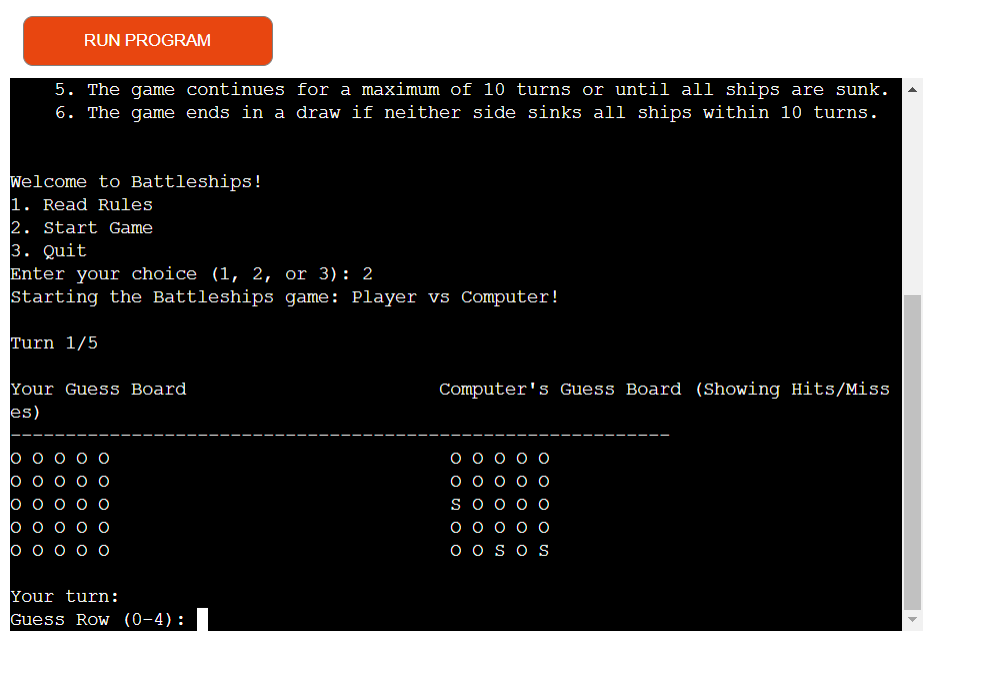 RUN PROGRAM
5. The game continues for a maximum of 10 turns or until all ships are sunk.
6. The game ends in a draw if neither side sinks all ships within 10 turns.
Welcome to Battleships!
1. Read Rules
2. Start Game
3. Quit
Enter your choice (1, 2, or 3): 2
Starting the Battleships game: Player vs Computer!
Turn 1/5
Your Guess Board                       Computer's Guess Board (Showing Hits/Miss
es)
------------------------------------------------------------
O O O O O                               O O O O O
O O O O O                               O O O O O
O O O O O                               S O O O O
O O O O O                               O O O O O
O O O O O                               O O S O S
Your turn:
Guess Row (0-4):